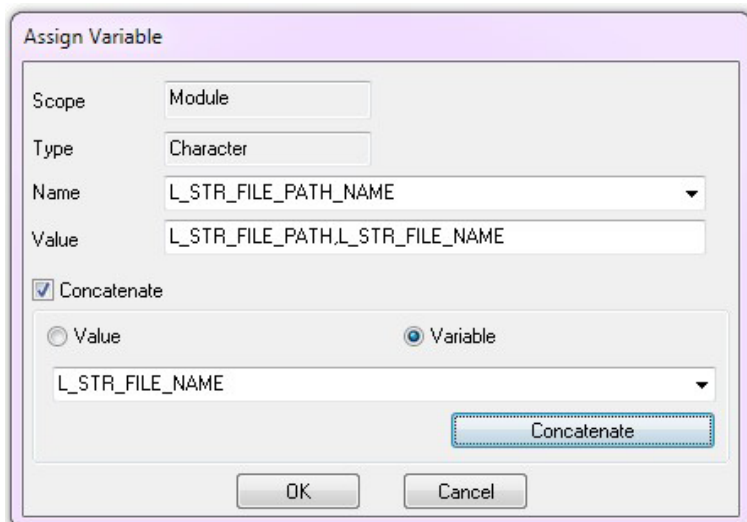 Assign Variable
Scope Module
Type Character
Name L_STR_FILE_PATH_NAME
Value L_STR_FILE_PATH,L_STR_FILE_NAME
Concatenate
Value Variable
L_STR_FILE_NAME
Concatenate
OK Cancel